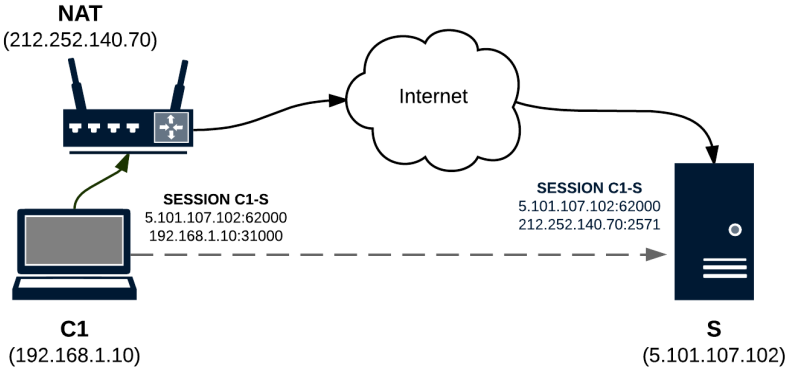 NAT
(212.252.140.70)
Internet
SESSION C1-S
5.101.107.102:62000
192.168.1.10:31000
SESSION C1-S
5.101.107.102:62000
212.252.140.70:2571
C1
(192.168.1.10)
S
(5.101.107.102)